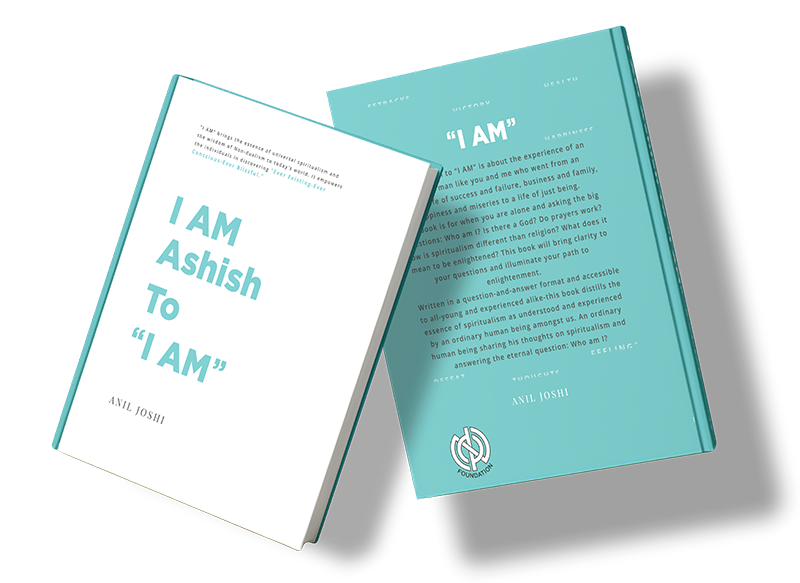 "I AM" brings the essence of universal spiritualism and
the wisdom of Nondualism to today's world. It empowers
the individuals in discovering "Ever Existing-Ever
Conscious-Ever Blissful."
I AM
Ashish
To
“I AM”
ANIL JOSHI
HEALTH
VICTORY
HAPPINESS
“I AM”
to "I AM" is about the experience of an
man like you and me who went from an
of success and failure, business and family,
and miseries to a life of just being.
book is for when you are alone and asking the big
Who am I? Is there a God? Do prayers work?
is spiritualism different than religion? What does it
mean to be enlightened? This book will bring clarity to
your questions and illuminate your path to
enlightenment.
Written in a question-and-answer format and accessible
to all-young and experienced alike-this book distills the
essence of spiritualism as understood and experienced
by an ordinary human being amongst us. An ordinary
human being sharing his thoughts on spiritualism and
answering the eternal question: Who am I?
DEFEAT THOUGHTS
ANIL JOSHI
FOUNDATION